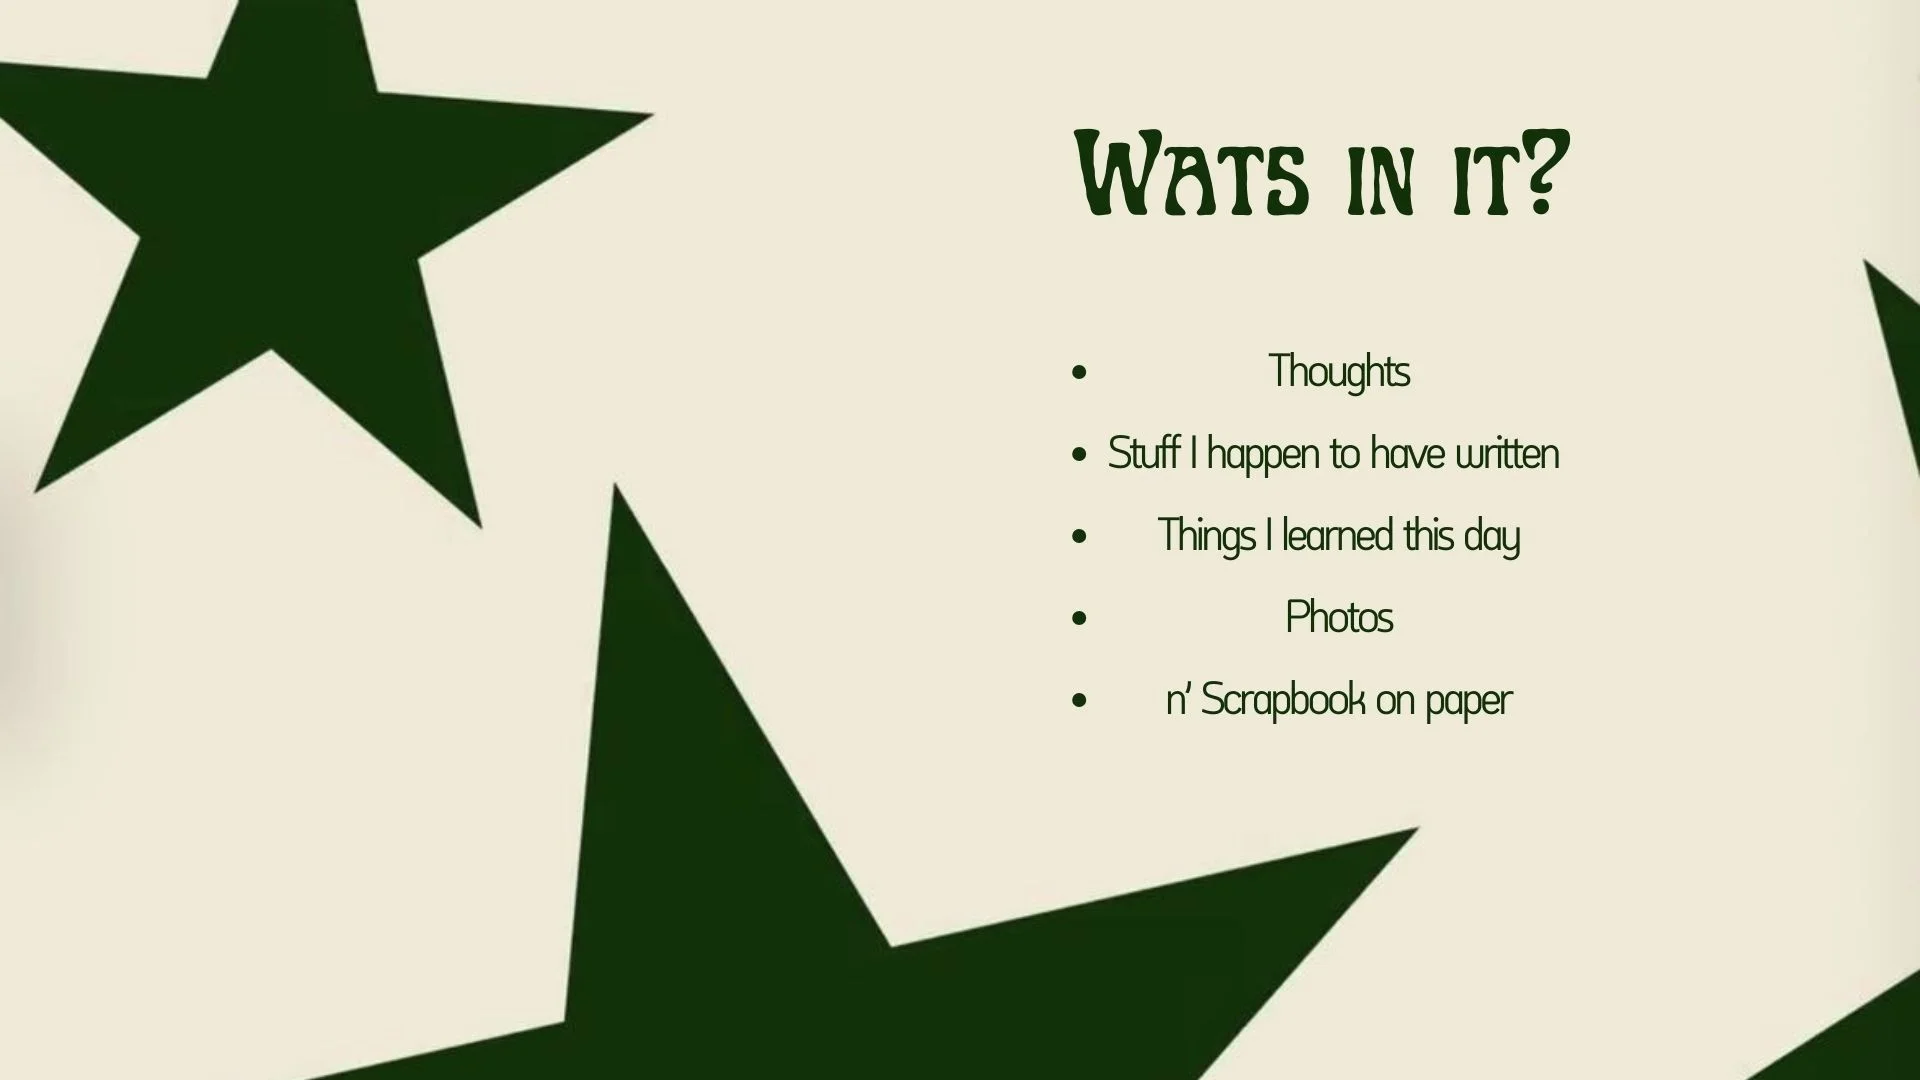 Wats in it?
• Thoughts
• Stuff I happen to have written
• Things I learned this day
• Photos
• n’ Scrapbook on paper